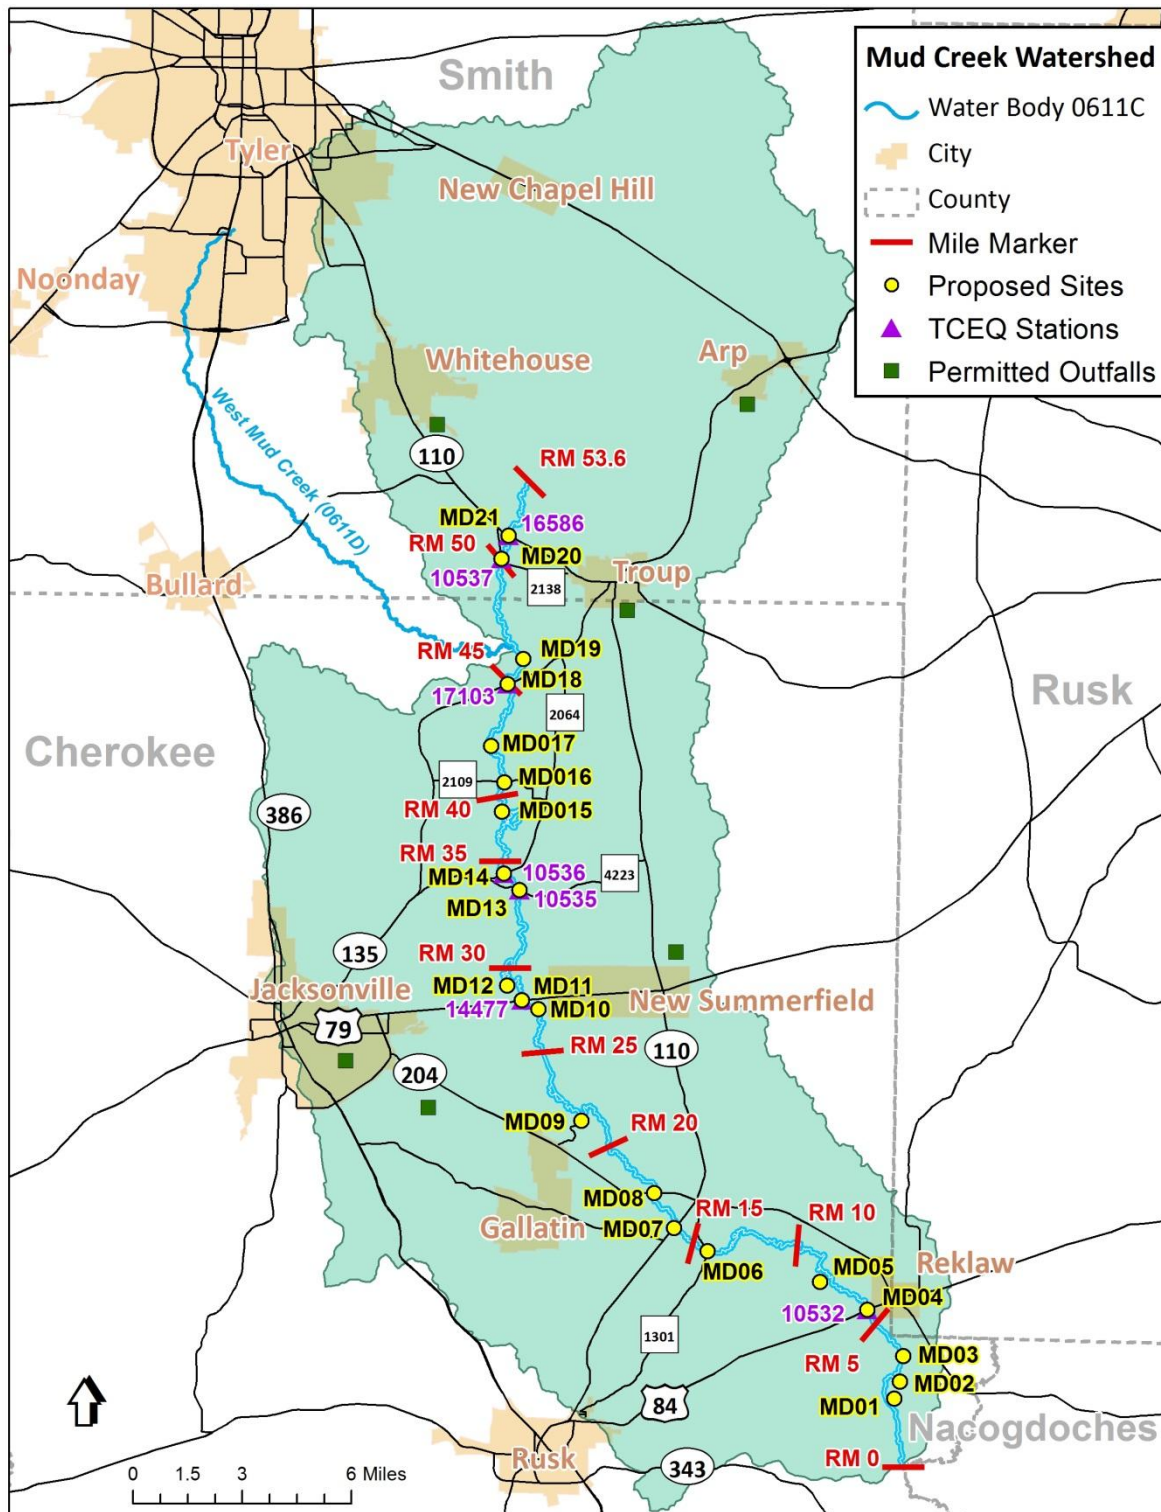 Mud Creek Watershed
Water Body 0611C
City
County
Mile Marker
Proposed Sites
TCEQ Stations
Permitted Outfalls
Smith
Tyler
New Chapel Hill
Noonday
Whitehouse
Arp
West Mud Creek (0611D)
110
RM 53.6
MD21
16586
RM 50
MD20
10537
2138
Troup
Bullard
RM 45
MD19
MD18
17103
2064
Rusk
Cherokee
MD017
MD016
2109
RM 40
MD015
386
RM 35
10536
MD14
4223
10535
MD13
135
RM 30
Jacksonville
MD12
MD11
New Summerfield
14477
MD10
79
RM 25
110
204
MD09
RM 20
MD08
Gallatin
MD07
RM 15
RM 10
MD06
MD05
Reklaw
MD04
10532
1301
RM 5
MD03
MD02
MD01
84
Nacogdoches
Rusk
343
RM 0
0 1.5 3 6 Miles